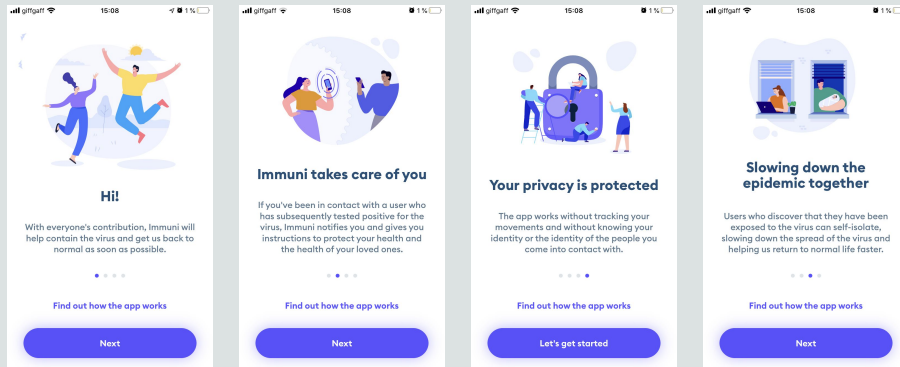 giffgaff 15:08 1 %
Hi!
With everyone's contribution, Immuni will
help contain the virus and get us back to
normal as soon as possible.
Find out how the app works
Next
giffgaff 15:08 1 %
Immuni takes care of you
If you've been in contact with a user who
has subsequently tested positive for the
virus, Immuni notifies you and gives you
instructions to protect your health and
the health of your loved ones.
Find out how the app works
Next
giffgaff 15:08 1 %
Your privacy is protected
The app works without tracking your
movements and without knowing your
identity or the identity of the people you
come into contact with.
Find out how the app works
Let's get started
giffgaff 15:08 1 %
Slowing down the
epidemic together
Users who discover that they have been
exposed to the virus can self-isolate,
slowing down the spread of the virus and
helping us return to normal life faster.
Find out how the app works
Next